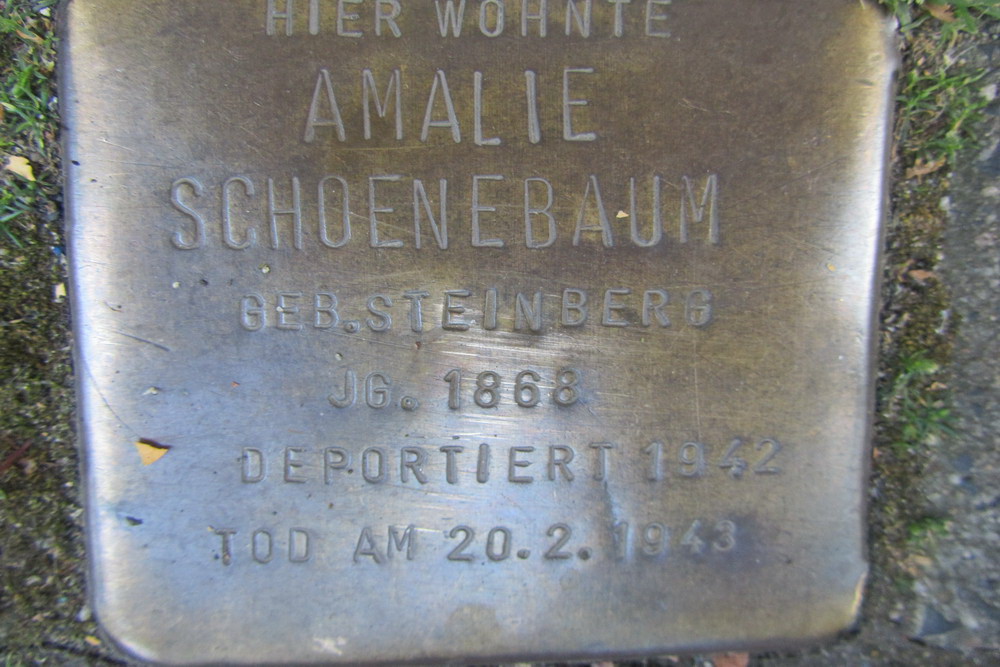 HIER WOHNTE
AMALIE
SCHOENEBAUM
GEB.STEINBERG
JG. 1868
DEPORTIERT 1942
TOD AM 20.2.1943